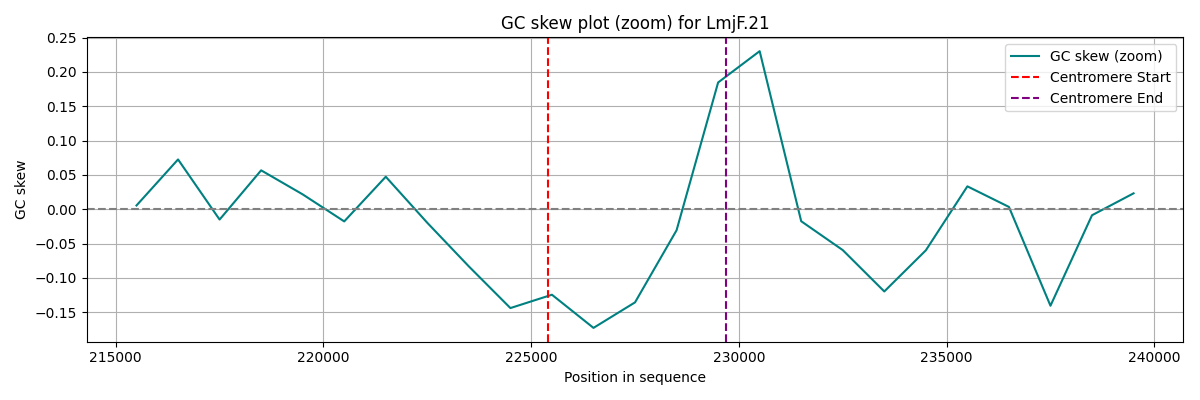 GC skew plot (zoom) for LmjF.21
GC skew
0.25
0.20
0.15
0.10
0.05
0.00
−0.05
−0.10
−0.15
GC skew (zoom)
Centromere Start
Centromere End
215000 220000 225000 230000 235000 240000
Position in sequence